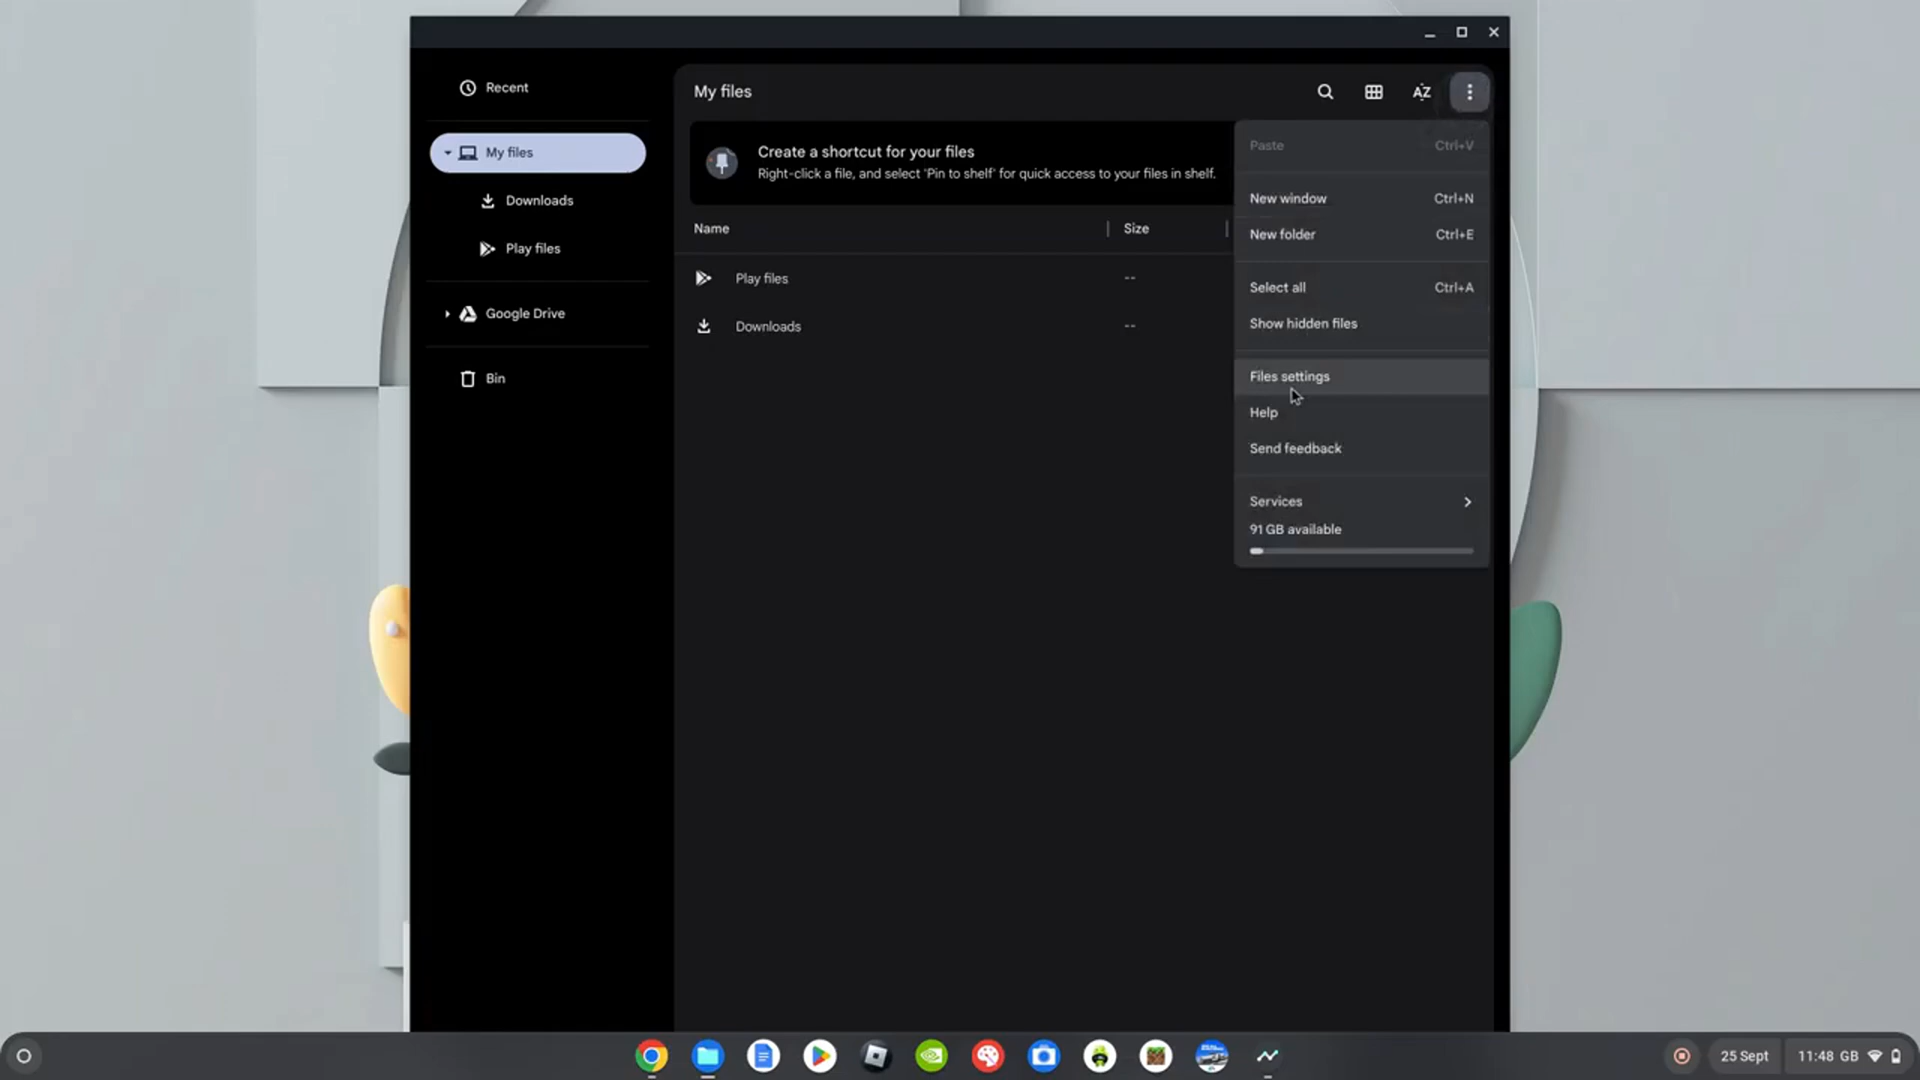 Recent
My files
Downloads
Play files
Google Drive
Bin
My files
AZ
Create a shortcut for your files
Right-click a file, and select 'Pin to shelf' for quick access to your files in shelf.
Name
Size
Play files
--
Downloads
--
Paste Ctrl+V
New window Ctrl+N
New folder Ctrl+E
Select all Ctrl+A
Show hidden files
Files settings
Help
Send feedback
Services
91 GB available
25 Sept
11:48 GB